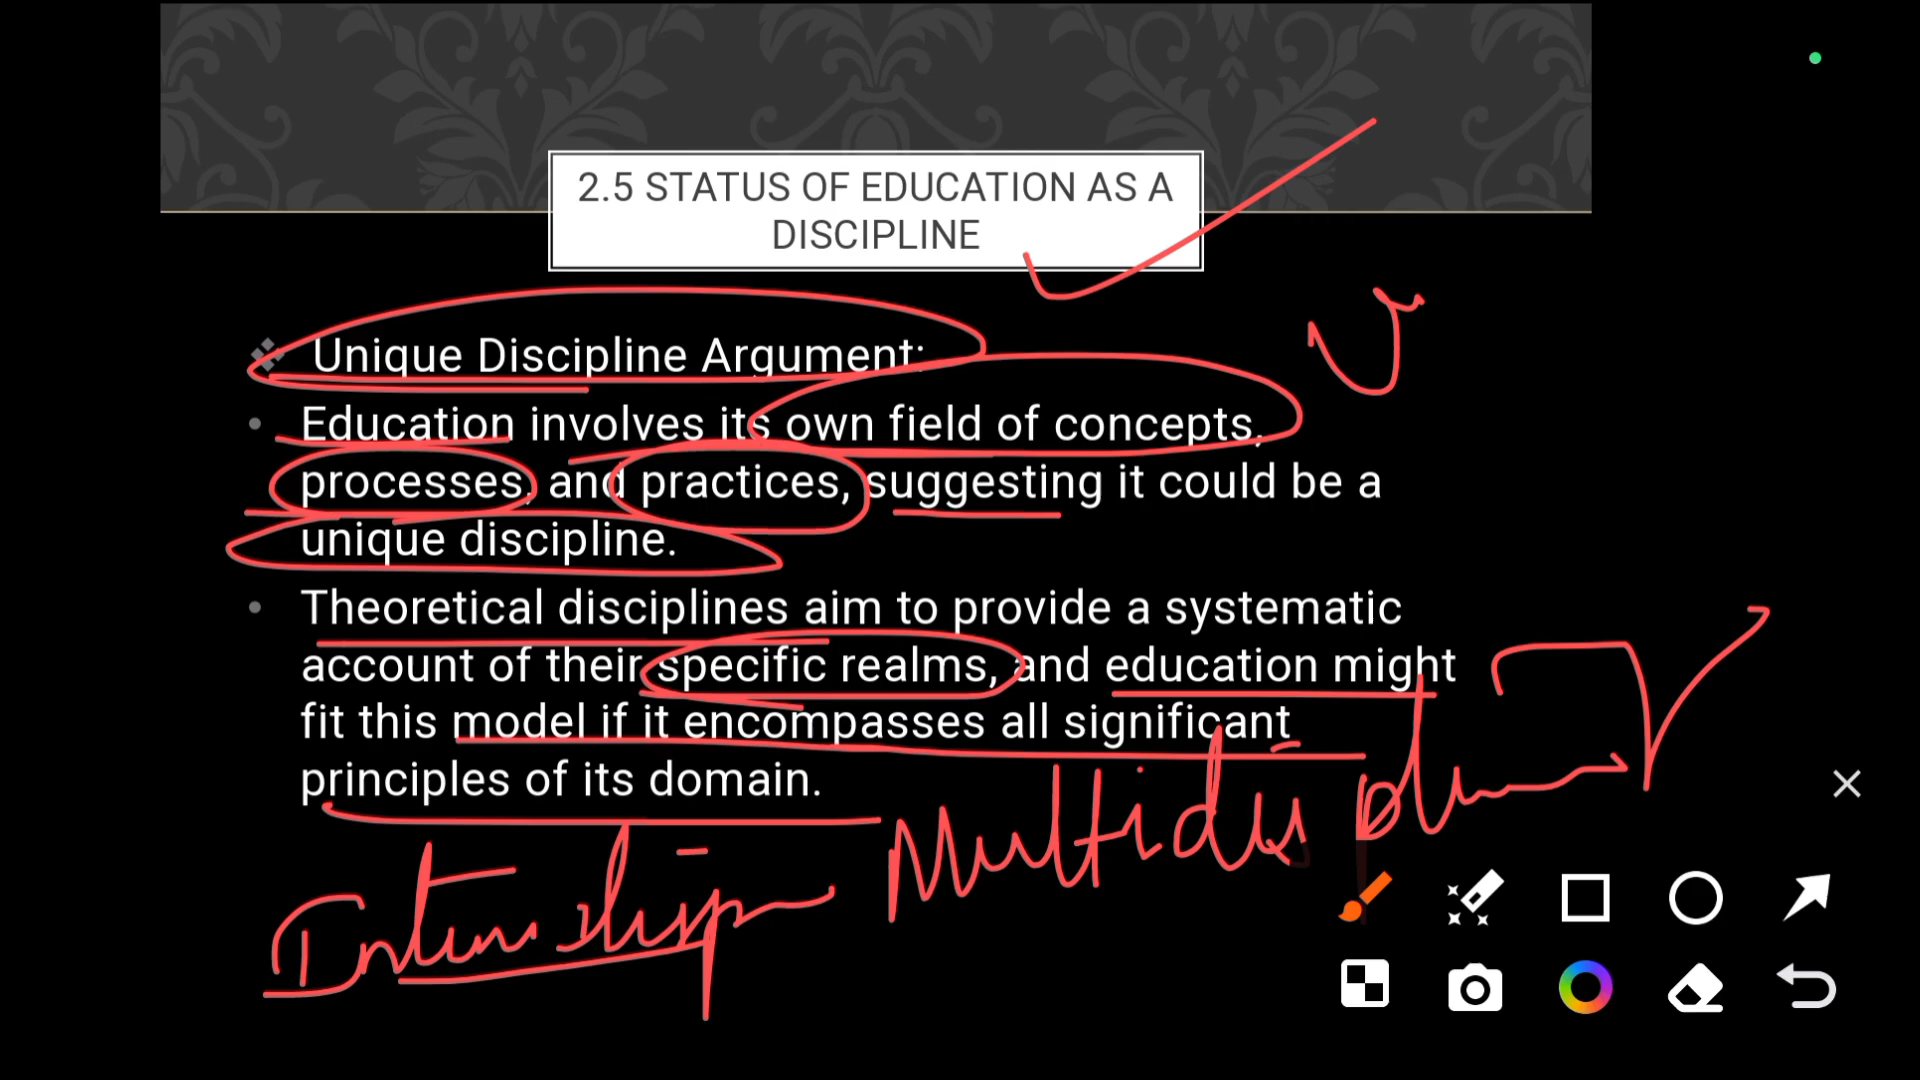 2.5 STATUS OF EDUCATION AS A
DISCIPLINE
Unique Discipline Argument:
Education involves its own field of concepts,
processes, and practices, suggesting it could be a
unique discipline.
Theoretical disciplines aim to provide a systematic
account of their specific realms, and education might
fit this model if it encompasses all significant
principles of its domain.
Internship